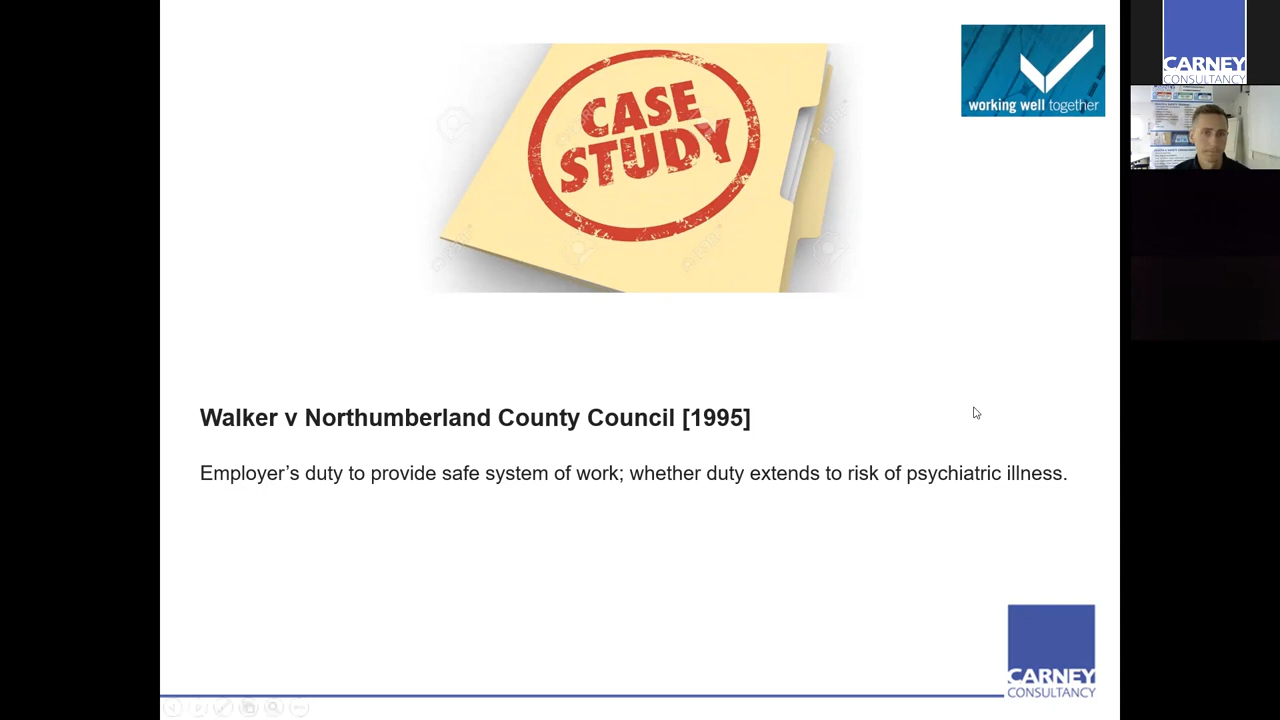 CASE
STUDY
working well together
CARNEY
CONSULTANCY
Walker v Northumberland County Council [1995]
Employer’s duty to provide safe system of work; whether duty extends to risk of psychiatric illness.
CARNEY
CONSULTANCY